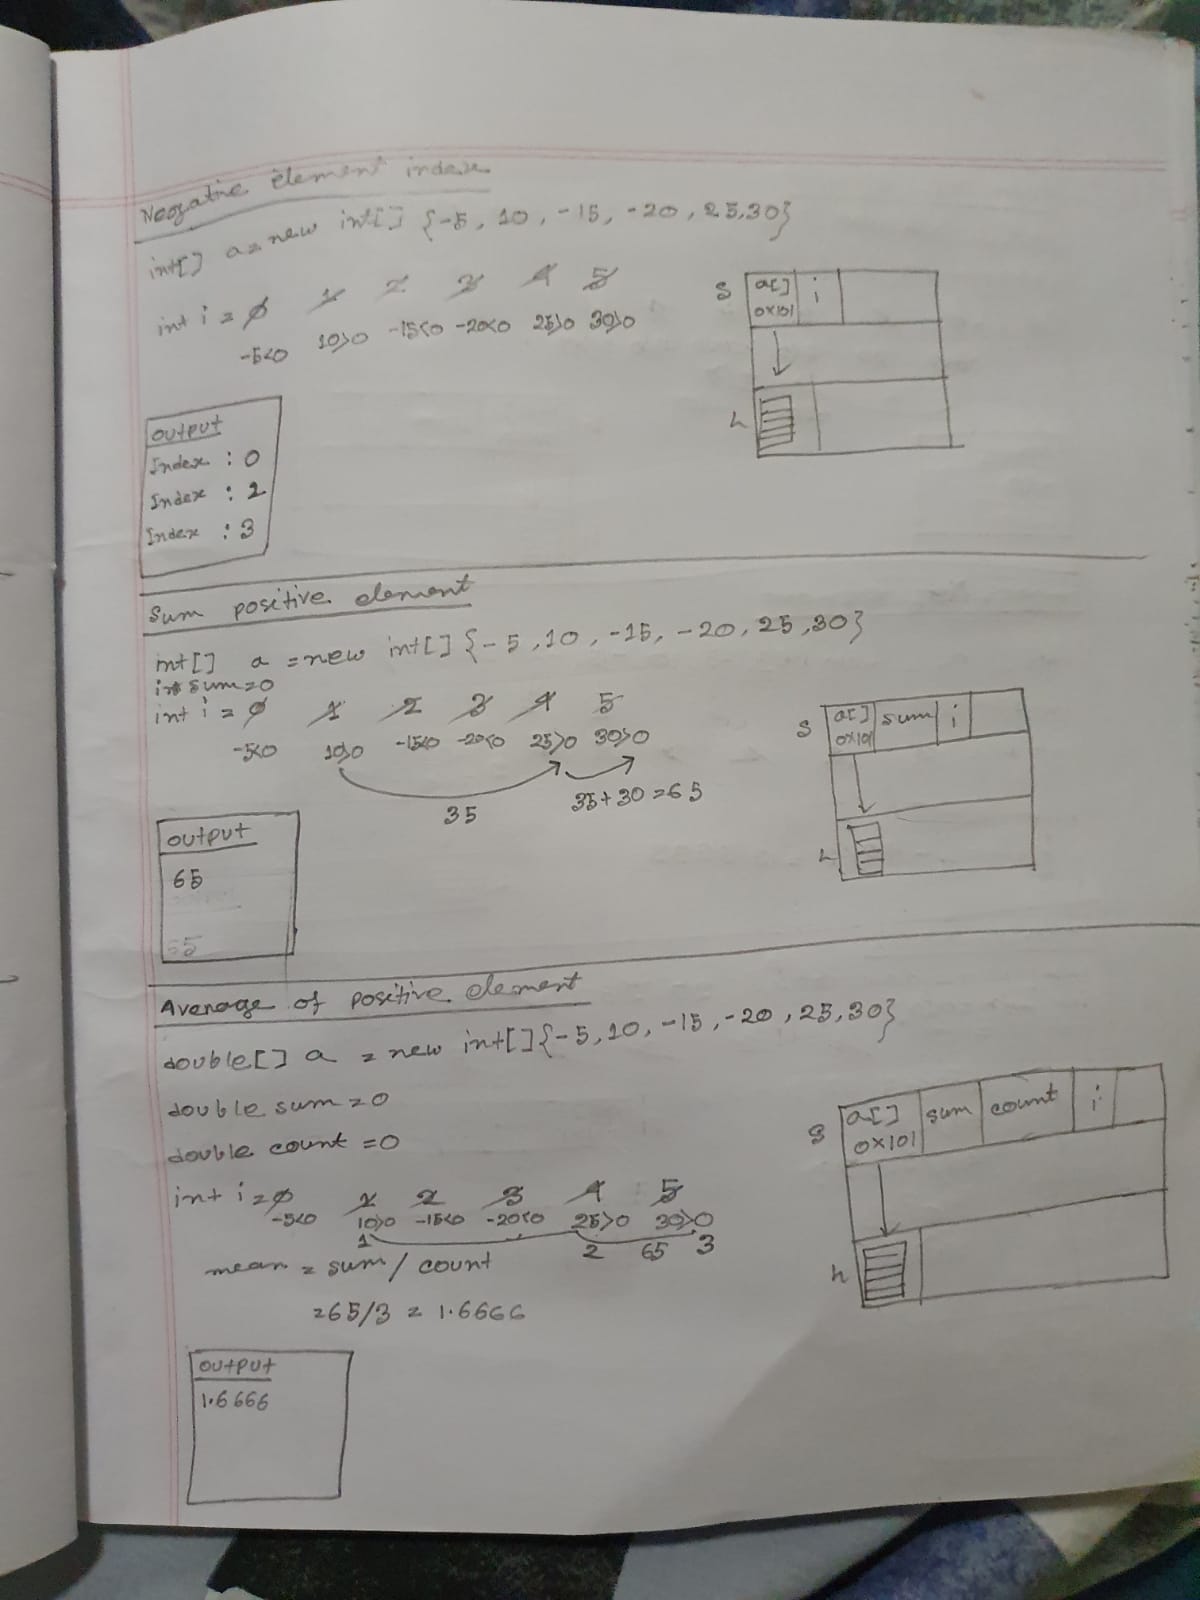 Negative element index
int[] a = new int[] {-5, 10, -15, -20, 25,30}
int i = 0 1 2 3 4 5
-5<0 10>0 -15<0 -20<0 25>0 30>0
S a[] i
0x101
h
output
Index : 0
Index : 2
Index : 3
Sum positive element
int[] a = new int[] {-5, 10, -15, -20, 25, 30}
int sum=0
int i = 0 1 2 3 4 5
-5<0 10>0 -15<0 -20<0 25>0 30>0
35 35+30=65
S a[] sum i
0x101
h
output
65
65
Average of positive element
double[] a = new int[]{-5, 10, -15, -20, 25, 30}
double sum=0
double count =0
int i=0 1 2 3 4 5
-5<0 10>0 -15<0 -20<0 25>0 30>0
1 2 65 3
mean = sum / count
=65/3 = 1.6666
S a[] sum count i
0x101
h
output
1.6666